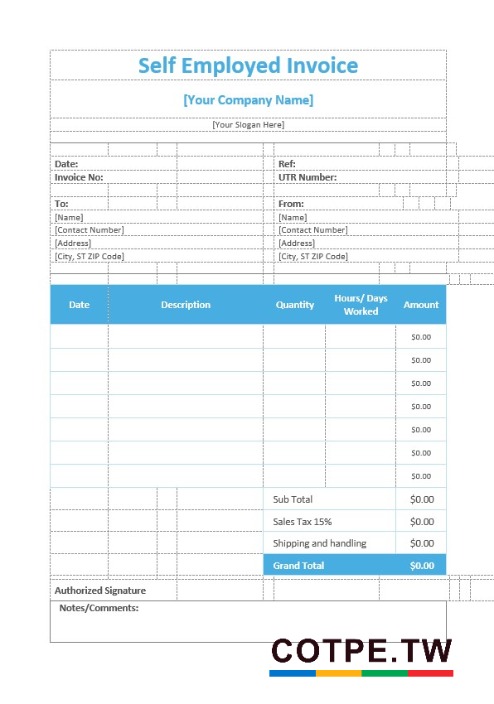 Self Employed Invoice
[Your Company Name]
[Your Slogan Here]
Date: Ref:
Invoice No: UTR Number:
To: From:
[Name] [Name]
[Contact Number] [Contact Number]
[Address] [Address]
[City, ST ZIP Code] [City, ST ZIP Code]
Date Description Quantity Hours/ Days Worked Amount
$0.00
$0.00
$0.00
$0.00
$0.00
$0.00
$0.00
Sub Total $0.00
Sales Tax 15% $0.00
Shipping and handling $0.00
Grand Total $0.00
Authorized Signature
Notes/Comments:
COTPE.TW